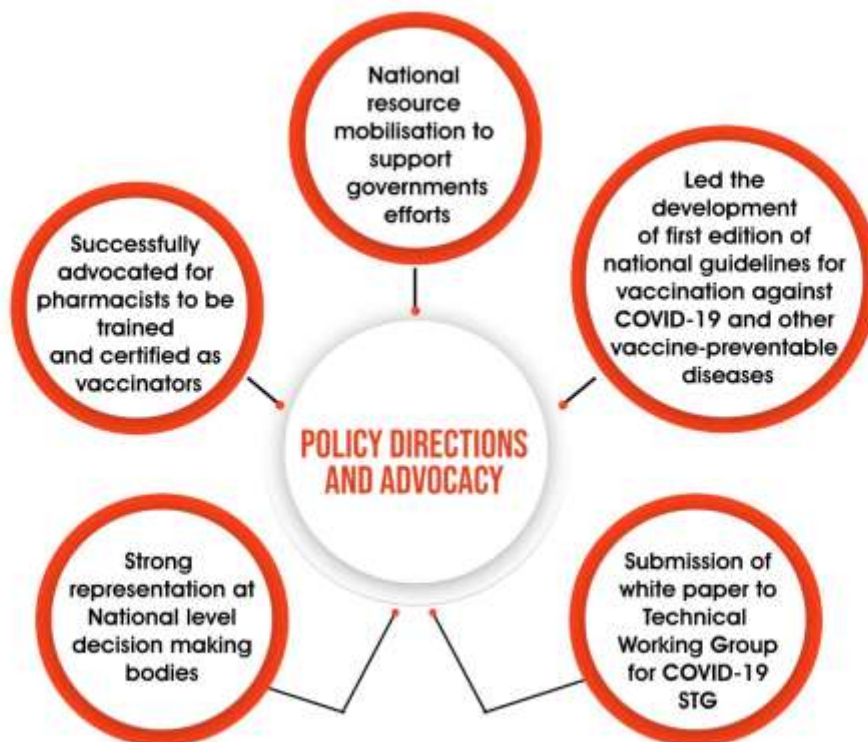 National
resource
mobilisation to
support
governments
efforts
Successfully
advocated for
pharmacists to be
trained
and certified as
vaccinators
Led the
development
of first edition of
national guidelines for
vaccination against
COVID-19 and other
vaccine-preventable
diseases
POLICY DIRECTIONS
AND ADVOCACY
Strong
representation at
National level
decision making
bodies
Submission of
white paper to
Technical
Working Group
for COVID-19
STG